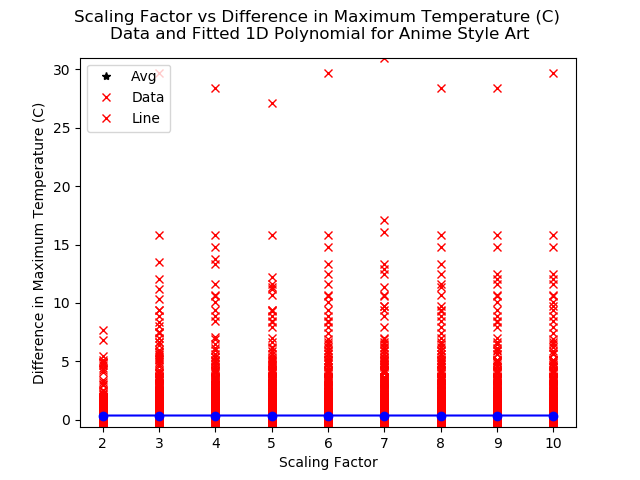 Scaling Factor vs Difference in Maximum Temperature (C)
Data and Fitted 1D Polynomial for Anime Style Art
Difference in Maximum Temperature (C)
30
25
20
15
10
5
0
Avg
Data
Line
2 3 4 5 6 7 8 9 10
Scaling Factor